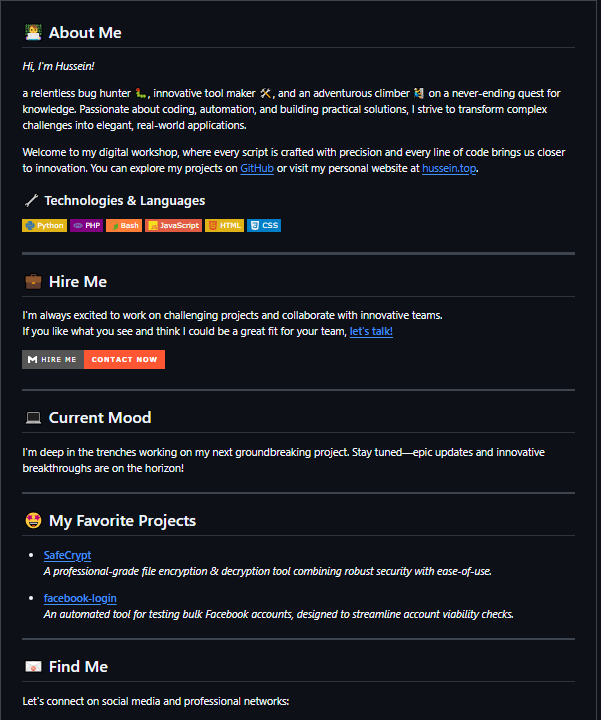 About Me
Hi, I'm Hussein!
a relentless bug hunter 🐛, innovative tool maker 🛠️, and an adventurous climber 🧗 on a never-ending quest for
knowledge. Passionate about coding, automation, and building practical solutions, I strive to transform complex
challenges into elegant, real-world applications.
Welcome to my digital workshop, where every script is crafted with precision and every line of code brings us closer
to innovation. You can explore my projects on GitHub or visit my personal website at hussein.top.
Technologies & Languages
Python PHP Bash JavaScript HTML CSS
Hire Me
I'm always excited to work on challenging projects and collaborate with innovative teams.
If you like what you see and think I could be a great fit for your team, let's talk!
HIRE ME CONTACT NOW
Current Mood
I'm deep in the trenches working on my next groundbreaking project. Stay tuned—epic updates and innovative
breakthroughs are on the horizon!
My Favorite Projects
SafeCrypt
A professional-grade file encryption & decryption tool combining robust security with ease-of-use.
facebook-login
An automated tool for testing bulk Facebook accounts, designed to streamline account viability checks.
Find Me
Let's connect on social media and professional networks: